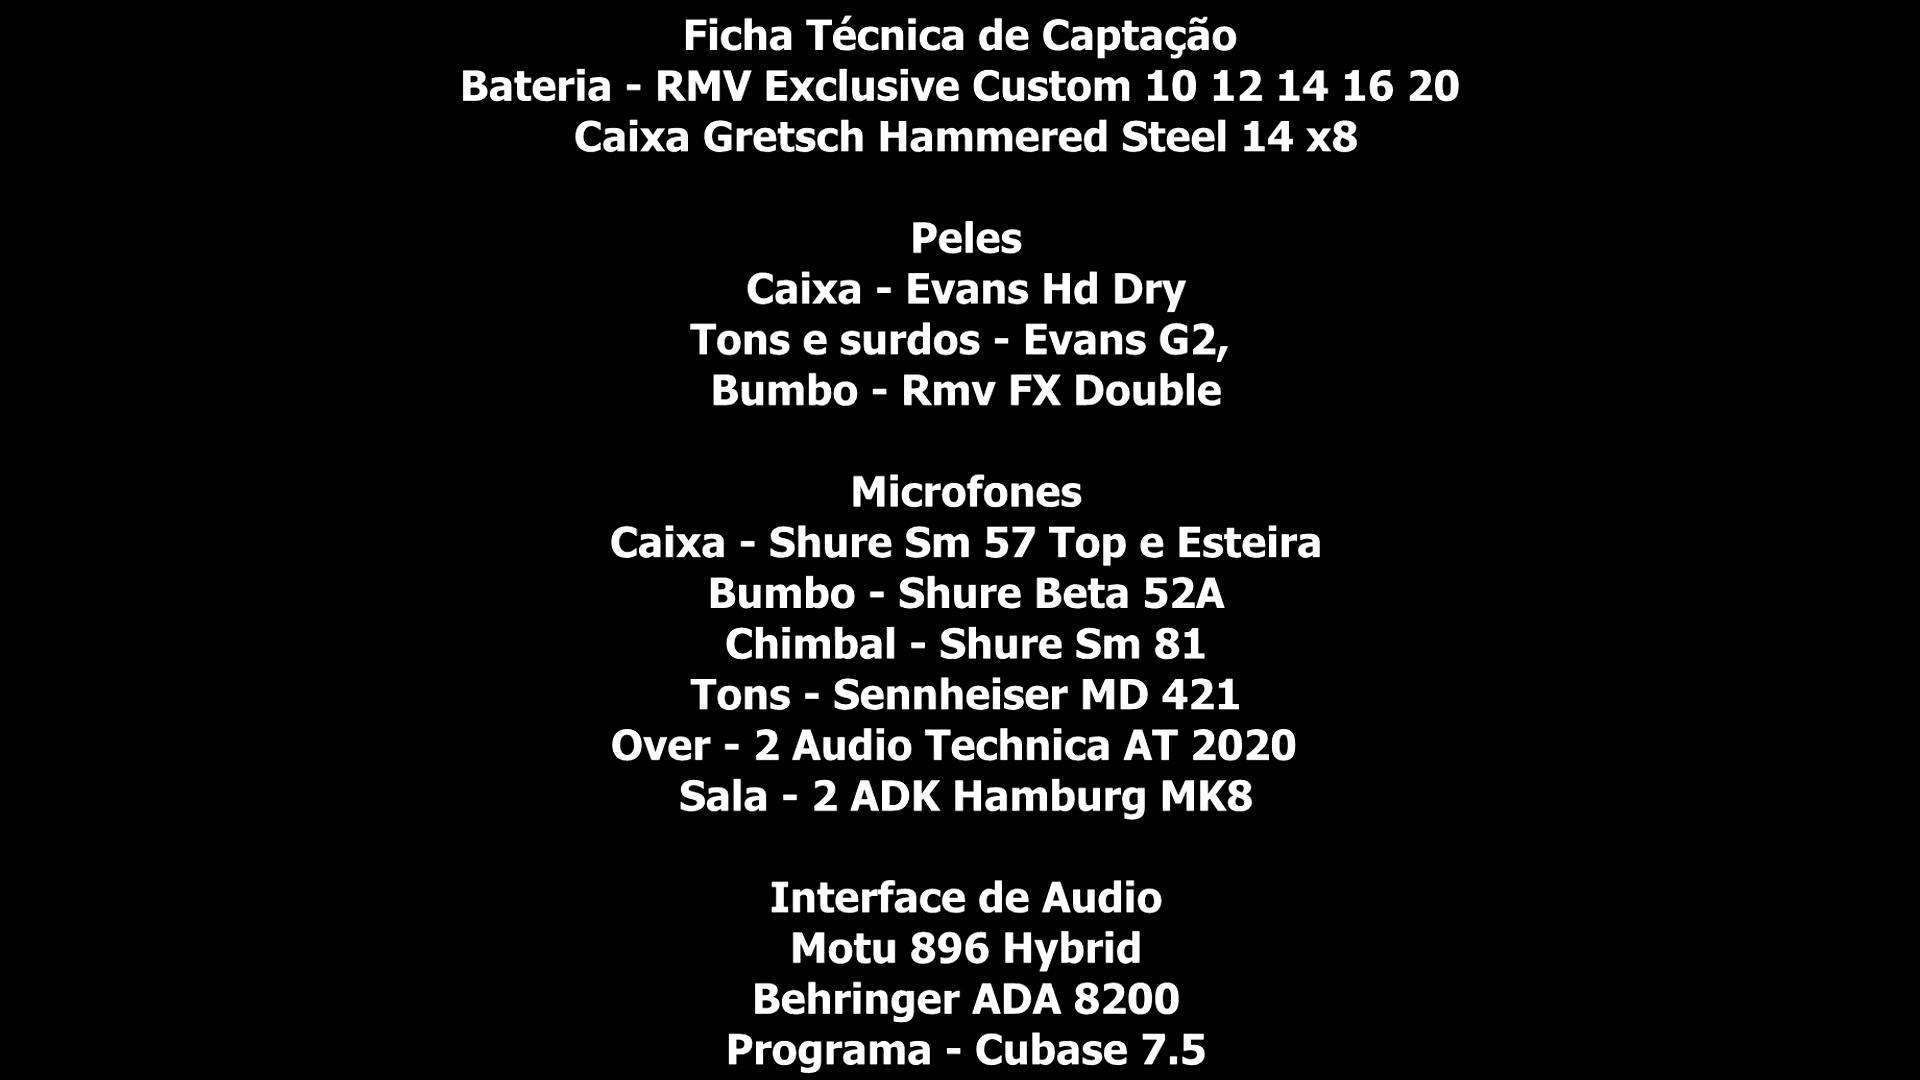 Ficha Técnica de Captação
Bateria - RMV Exclusive Custom 10 12 14 16 20
Caixa Gretsch Hammered Steel 14 x8
Peles
Caixa - Evans Hd Dry
Tons e surdos - Evans G2,
Bumbo - Rmv FX Double
Microfones
Caixa - Shure Sm 57 Top e Esteira
Bumbo - Shure Beta 52A
Chimbal - Shure Sm 81
Tons - Sennheiser MD 421
Over - 2 Audio Technica AT 2020
Sala - 2 ADK Hamburg MK8
Interface de Audio
Motu 896 Hybrid
Behringer ADA 8200
Programa - Cubase 7.5